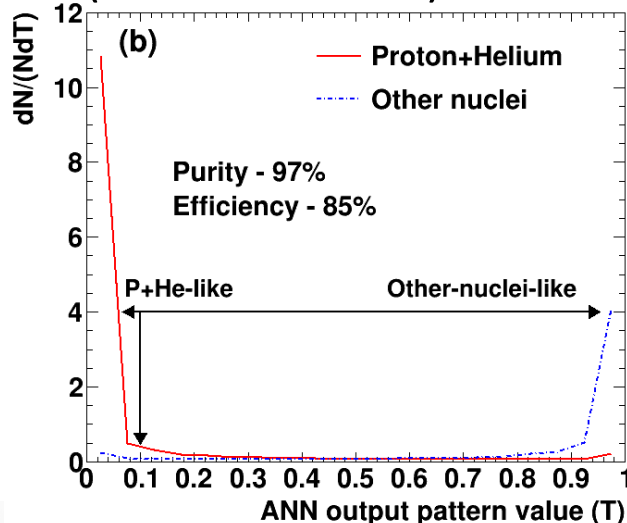 (b)
dN/(NdT)
Proton+Helium
Other nuclei
Purity - 97%
Efficiency - 85%
P+He-like
Other-nuclei-like
12
10
8
6
4
2
0
0 0.1 0.2 0.3 0.4 0.5 0.6 0.7 0.8 0.9 1
ANN output pattern value (T)